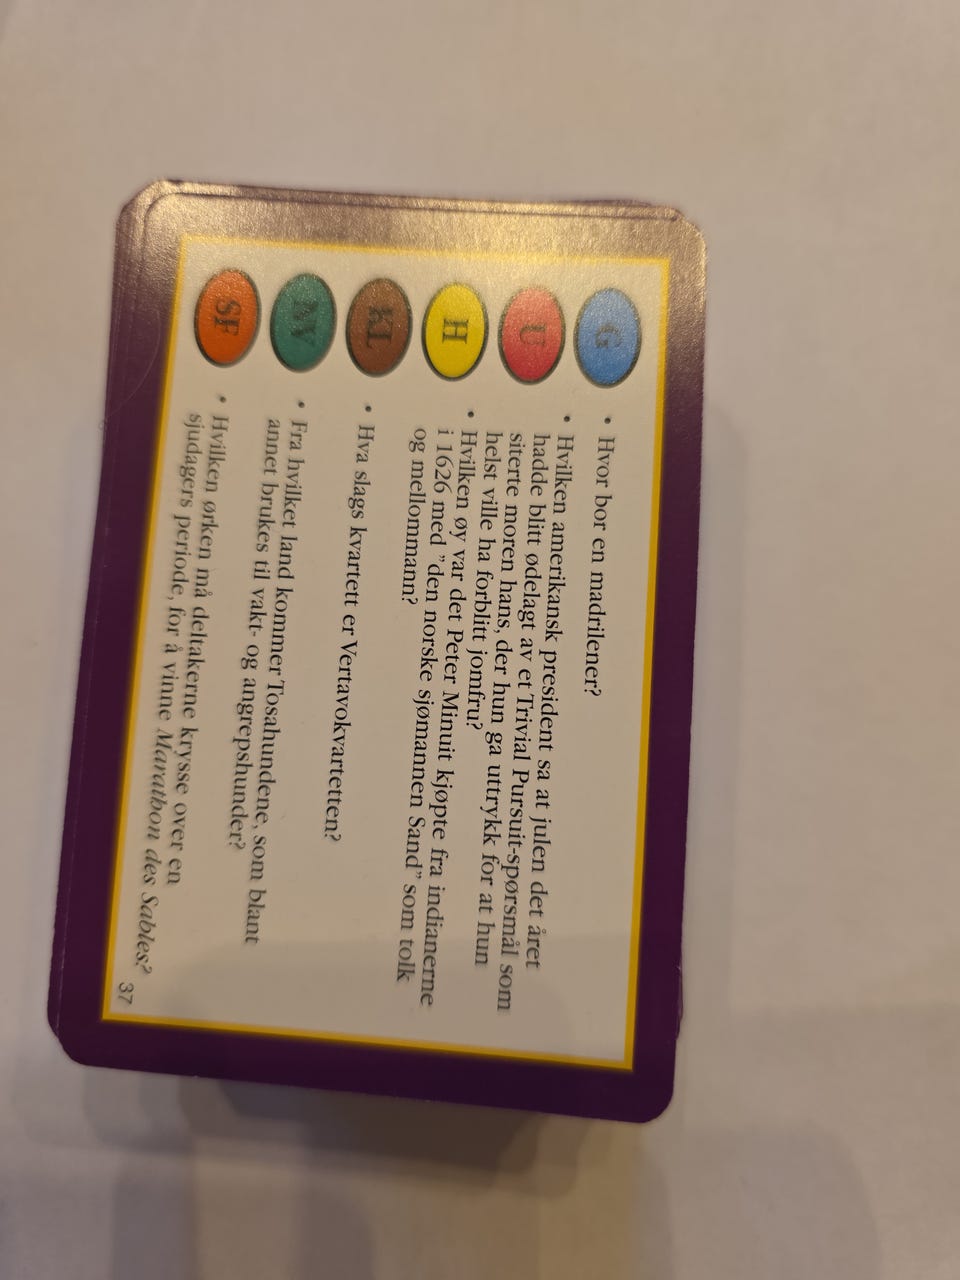 G • Hvor bor en madrilener?
U • Hvilken amerikansk president sa at julen det året
hadde blitt ødelagt av et Trivial Pursuit-spørsmål som
siterte moren hans, der hun ga uttrykk for at hun
helst ville ha forblitt jomfru?
H • Hvilken øy var det Peter Minuit kjøpte fra indianerne
i 1626 med ”den norske sjømannen Sand” som tolk
og mellommann?
KL • Hva slags kvartett er Vertavokvartetten?
NV • Fra hvilket land kommer Tosahundene, som blant
annet brukes til vakt- og angrepshunder?
SF • Hvilken ørken må deltakerne krysse over en
sjudagers periode, for å vinne Marathon des Sables?
37